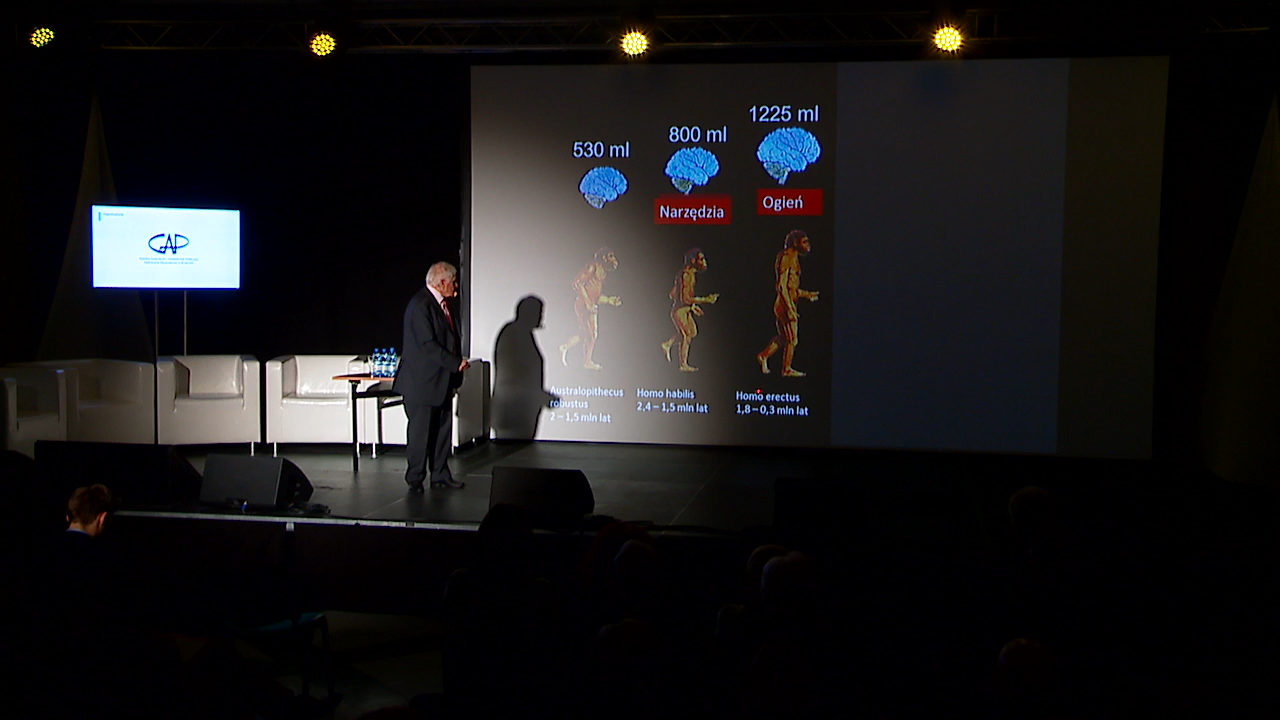 530 ml
800 ml
1225 ml
Narzędzia
Ogień
Australopithecus
robustus
2 – 1,5 mln lat
Homo habilis
2,4 – 1,5 mln lat
Homo erectus
1,8 – 0,3 mln lat
CAP